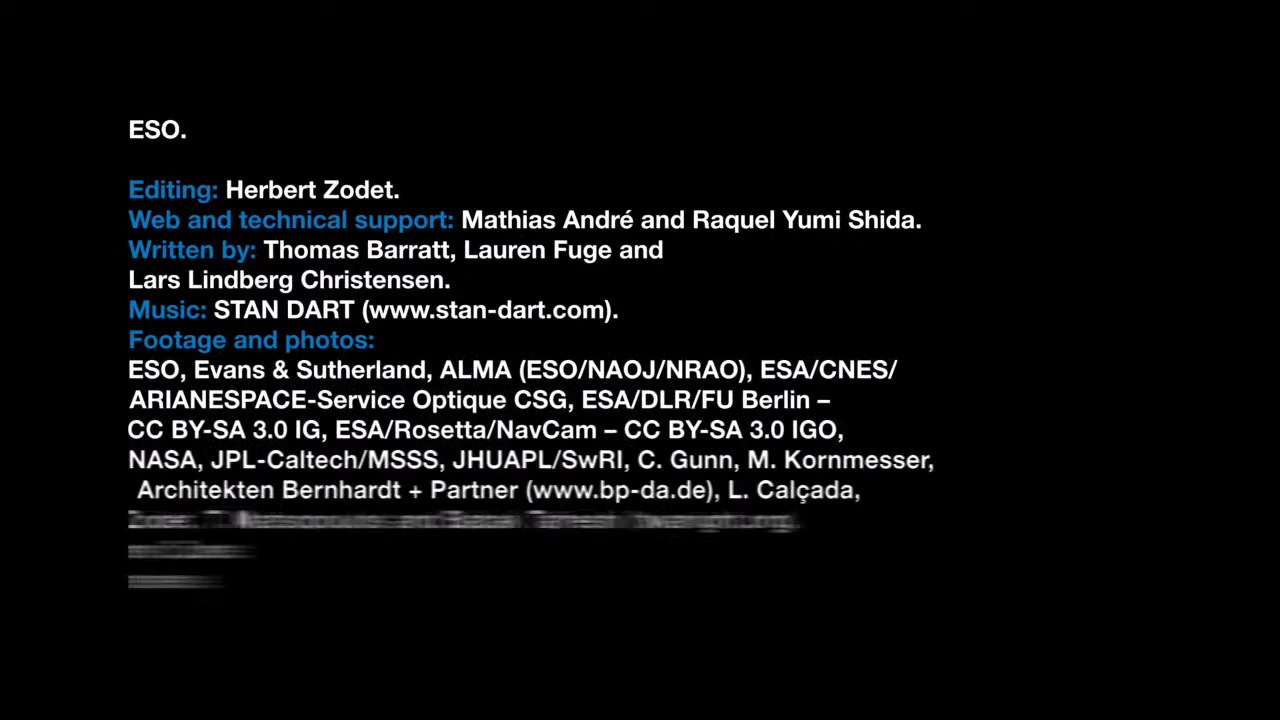 ESO.
Editing: Herbert Zodet.
Web and technical support: Mathias André and Raquel Yumi Shida.
Written by: Thomas Barratt, Lauren Fuge and
Lars Lindberg Christensen.
Music: STAN DART (www.stan-dart.com).
Footage and photos:
ESO, Evans & Sutherland, ALMA (ESO/NAOJ/NRAO), ESA/CNES/
ARIANESPACE-Service Optique CSG, ESA/DLR/FU Berlin –
CC BY-SA 3.0 IG, ESA/Rosetta/NavCam – CC BY-SA 3.0 IGO,
NASA, JPL-Caltech/MSSS, JHUAPL/SwRI, C. Gunn, M. Kornmesser,
Architekten Bernhardt + Partner (www.bp-da.de), L. Calçada,